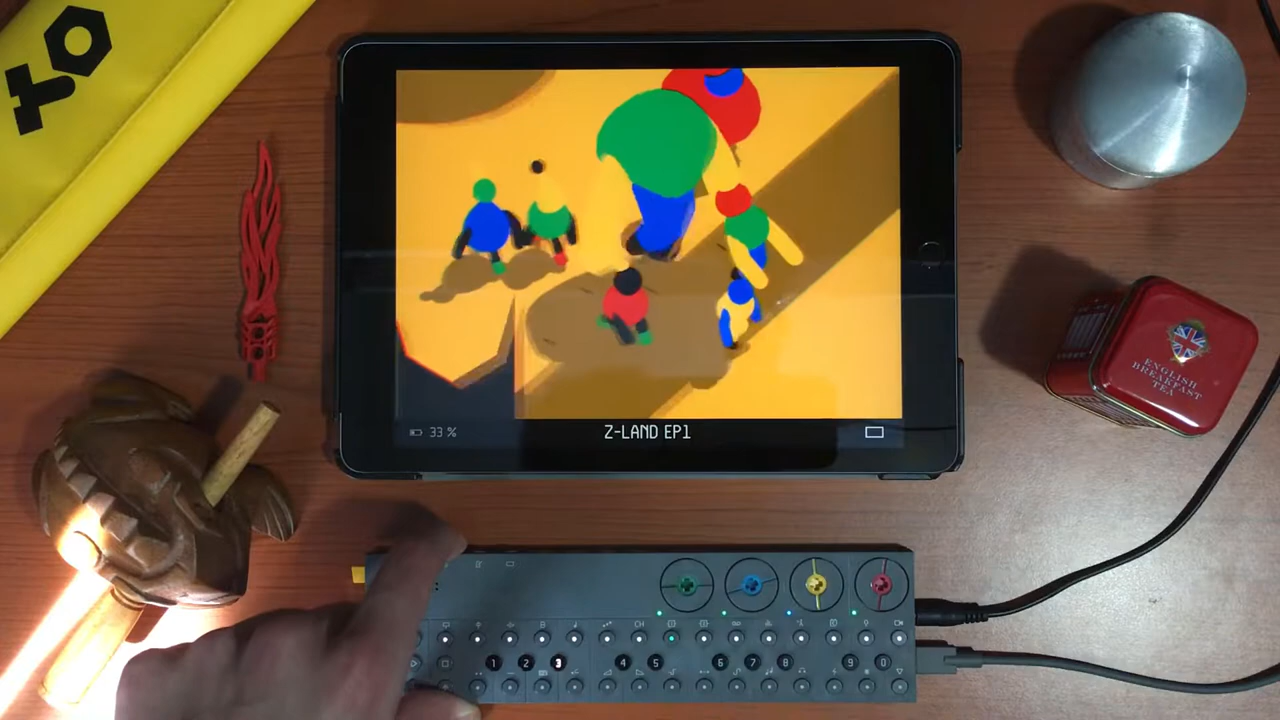 33 %
Z-LAND EP1
ENGLISH
BREAKFAST
TEA
1 2 3 4 5 6 7 8 9 0